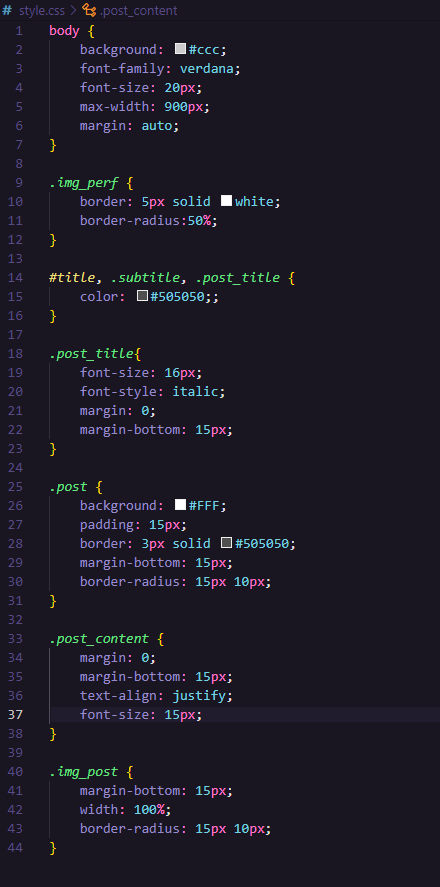 # style.css > .post_content
1 body {
2 background: #ccc;
3 font-family: verdana;
4 font-size: 20px;
5 max-width: 900px;
6 margin: auto;
7 }
8
9 .img_perf {
10 border: 5px solid white;
11 border-radius:50%;
12 }
13
14 #title, .subtitle, .post_title {
15 color: #505050;;
16 }
17
18 .post_title{
19 font-size: 16px;
20 font-style: italic;
21 margin: 0;
22 margin-bottom: 15px;
23 }
24
25 .post {
26 background: #FFF;
27 padding: 15px;
28 border: 3px solid #505050;
29 margin-bottom: 15px;
30 border-radius: 15px 10px;
31 }
32
33 .post_content {
34 margin: 0;
35 margin-bottom: 15px;
36 text-align: justify;
37 font-size: 15px;
38 }
39
40 .img_post {
41 margin-bottom: 15px;
42 width: 100%;
43 border-radius: 15px 10px;
44 }